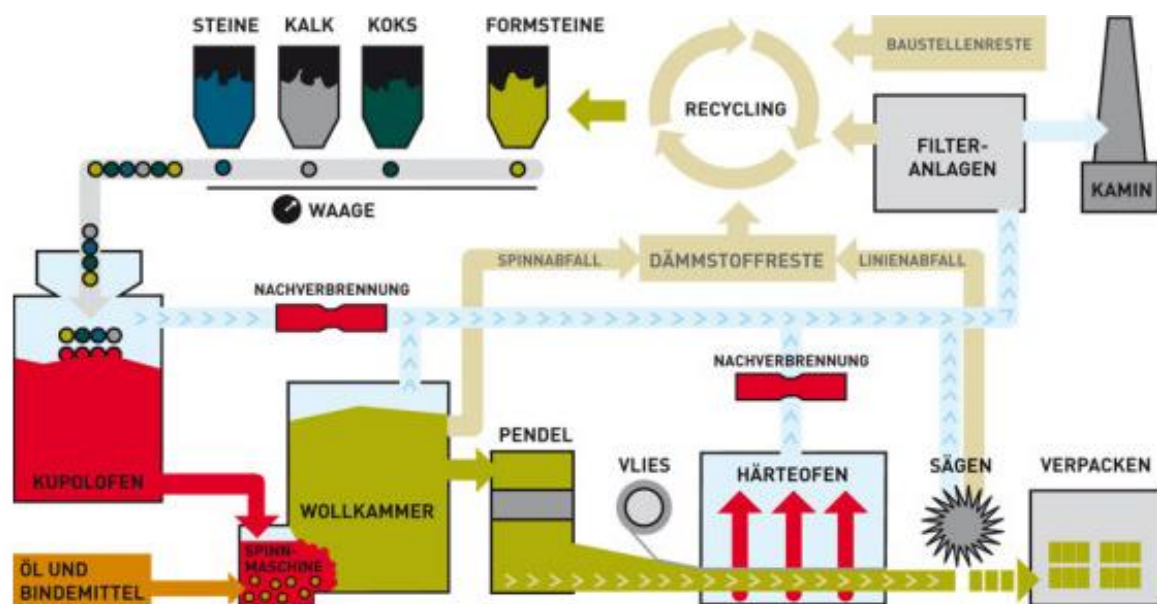 STEINE
KALK
KOKS
FORMSTEINE
BAUSTELLENRESTE
RECYCLING
FILTER-
ANLAGEN
KAMIN
WAAGE
SPINNABFALL
DÄMMSTOFFRESTE
LINIENABFALL
NACHVERBRENNUNG
NACHVERBRENNUNG
PENDEL
VLIES
HÄRTEOFEN
SÄGEN
VERPACKEN
KUPOLOFEN
WOLLKAMMER
SPINN-
MASCHINE
ÖL UND
BINDEMITTEL